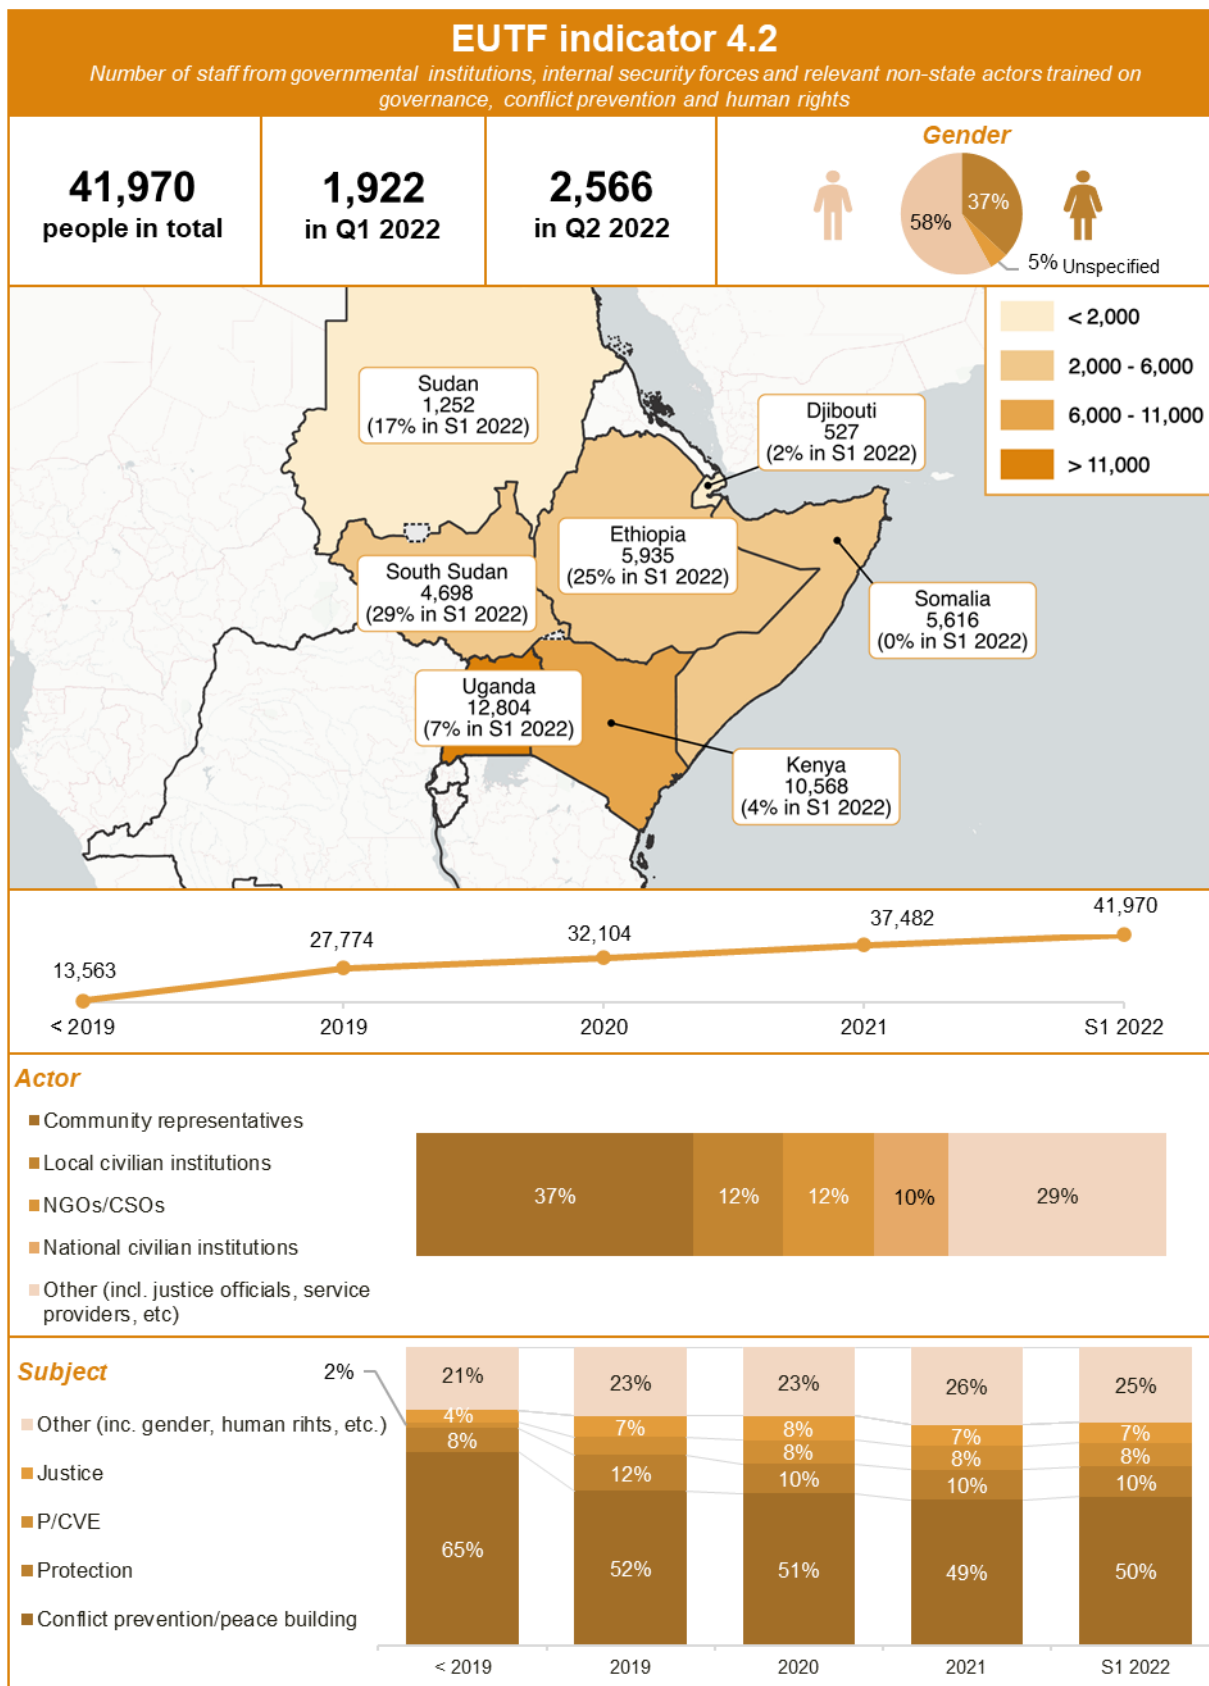 EUTF indicator 4.2
Number of staff from governmental institutions, internal security forces and relevant non-state actors trained on
governance, conflict prevention and human rights
41,970
people in total
1,922
in Q1 2022
2,566
in Q2 2022
Gender
37%
58%
5% Unspecified
< 2,000
2,000 - 6,000
6,000 - 11,000
> 11,000
Sudan
1,252
(17% in S1 2022)
Djibouti
527
(2% in S1 2022)
Ethiopia
5,935
(25% in S1 2022)
South Sudan
4,698
(29% in S1 2022)
Somalia
5,616
(0% in S1 2022)
Uganda
12,804
(7% in S1 2022)
Kenya
10,568
(4% in S1 2022)
13,563
27,774
32,104
37,482
41,970
< 2019
2019
2020
2021
S1 2022
Actor
Community representatives
Local civilian institutions
NGOs/CSOs
National civilian institutions
Other (incl. justice officials, service
providers, etc)
37%
12%
12%
10%
29%
Subject
Other (inc. gender, human rihts, etc.)
Justice
P/CVE
Protection
Conflict prevention/peace building
2%
21%
4%
8%
65%
23%
7%
12%
52%
23%
8%
8%
10%
51%
26%
7%
8%
10%
49%
25%
7%
8%
10%
50%
< 2019
2019
2020
2021
S1 2022